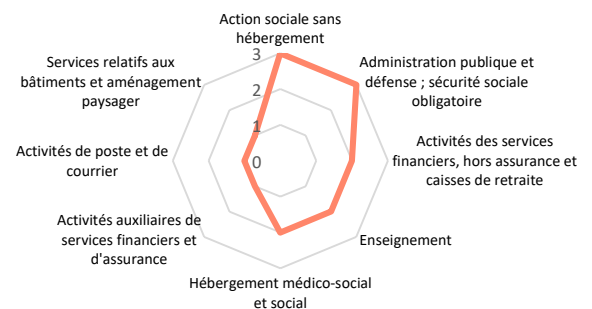 Action sociale sans
hébergement
Administration publique et
défense ; sécurité sociale
obligatoire
Activités des services
financiers, hors assurance et
caisses de retraite
Enseignement
Hébergement médico-social
et social
Activités auxiliaires de
services financiers et
d'assurance
Activités de poste et de
courrier
Services relatifs aux
bâtiments et aménagement
paysager
3
2
1
0